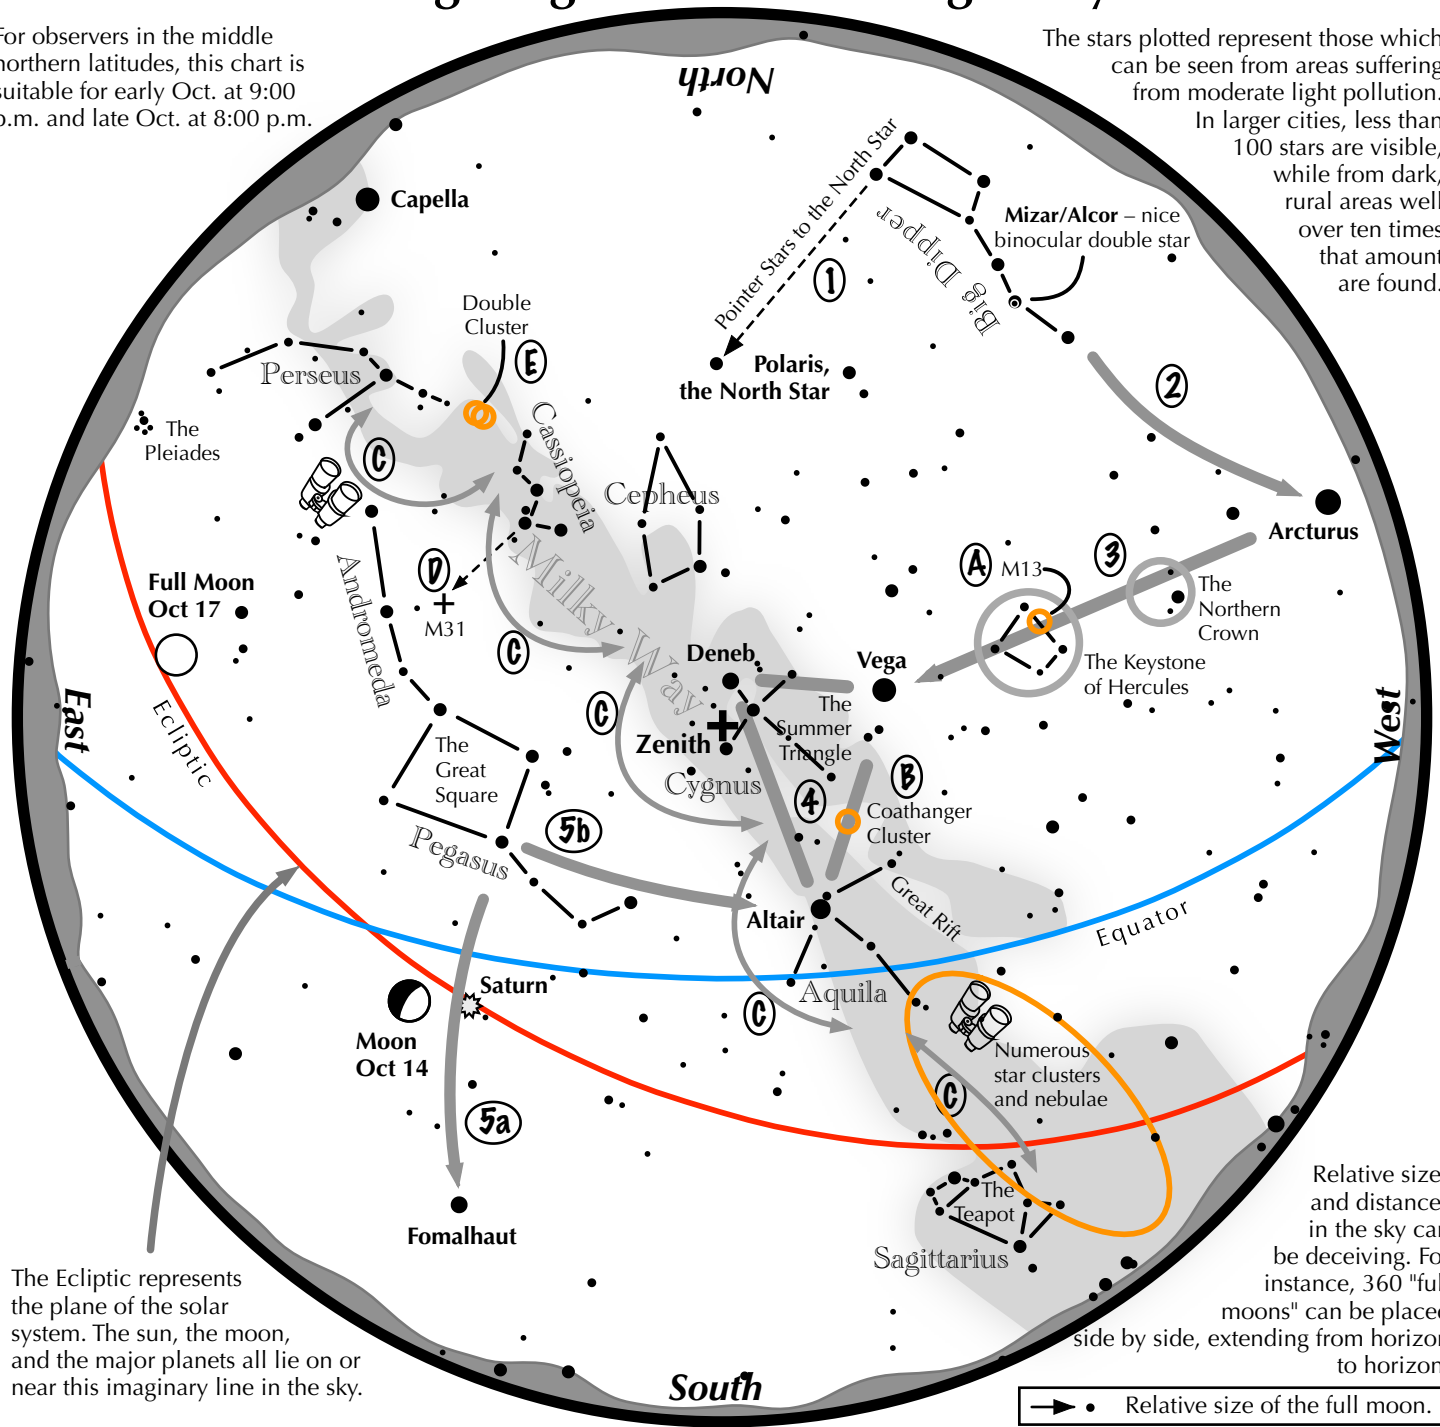 For observers in the middle
northern latitudes, this chart is
suitable for early Oct. at 9:00
p.m. and late Oct. at 8:00 p.m.
The stars plotted represent those which
can be seen from areas suffering
from moderate light pollution.
In larger cities, less than
100 stars are visible,
while from dark,
rural areas well
over ten times
that amount
are found.
North
Capella
Pointer Stars to the North Star
Big Dipper
Mizar/Alcor – nice
binocular double star
1
Double
Cluster
E
Polaris,
the North Star
2
Perseus
The
Pleiades
C
Cassiopeia
Cepheus
Arcturus
Andromeda
D
M31
Milky Way
A
M13
3
The
Northern
Crown
Full Moon
Oct 17
C
Deneb
Vega
The Keystone
of Hercules
East
Ecliptic
C
The
Summer
Triangle
West
Zenith
The
Great
Square
Cygnus
B
4
Coathanger
Cluster
5b
Pegasus
Great Rift
Altair
Equator
Saturn
Aquila
C
Moon
Oct 14
Numerous
star clusters
and nebulae
C
5a
The
Teapot
Fomalhaut
Sagittarius
The Ecliptic represents
the plane of the solar
system. The sun, the moon,
and the major planets all lie on or
near this imaginary line in the sky.
Relative size
and distance
in the sky can
be deceiving. For
instance, 360 "full
moons" can be placed
side by side, extending from horizon
to horizon
South
Relative size of the full moon.